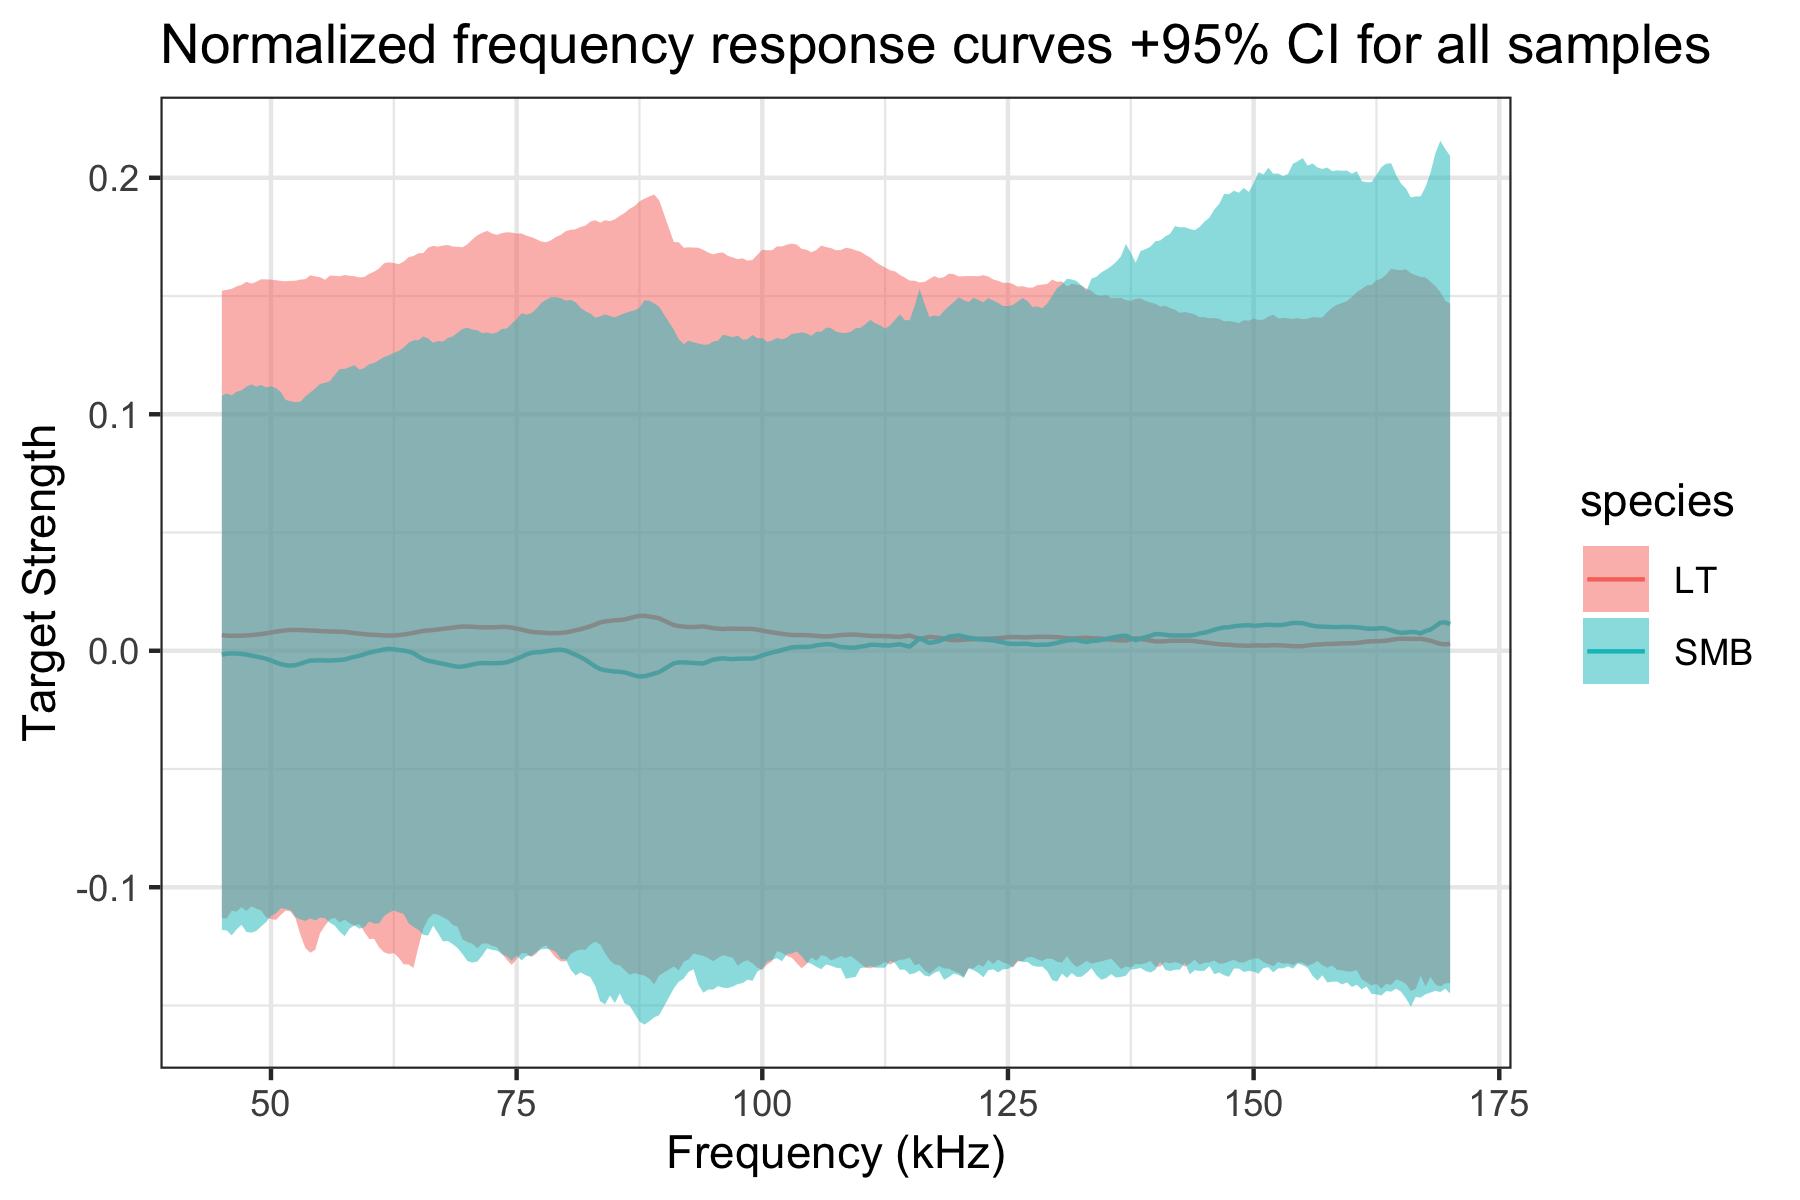 Normalized frequency response curves +95% CI for all samples
Target Strength
0.2
0.1
0.0
-0.1
50 75 100 125 150 175
Frequency (kHz)
species
LT
SMB